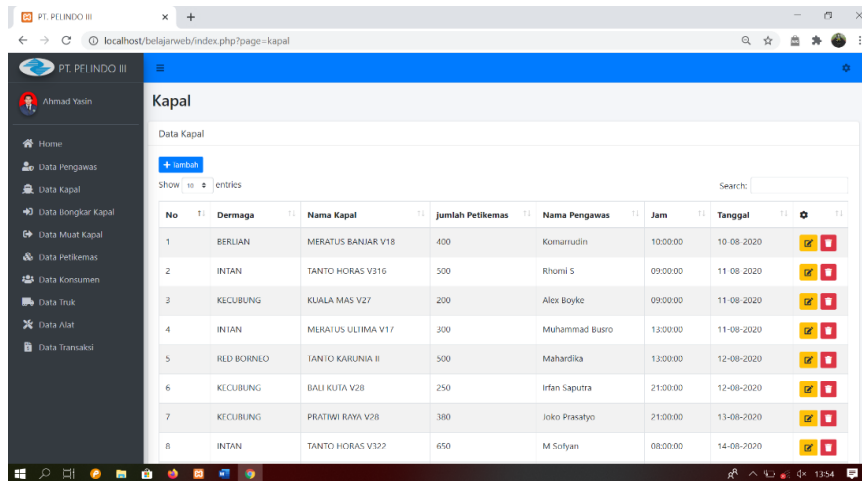 PT. PELINDO III
localhost/belajarweb/index.php?page=kapal
PT. PELINDO III
Ahmad Yasin
Kapal
Home
Data Pengawas
Data Kapal
Data Bongkar Kapal
Data Muat Kapal
Data Petikemas
Data Konsumen
Data Truk
Data Alat
Data Transaksi
Data Kapal
+ Tambah
Show 10 entries
Search:
No Dermaga Nama Kapal jumlah Petikemas Nama Pengawas Jam Tanggal
1 BERLIAN MERATUS BANJAR V18 400 Komarrudin 10:00:00 10-08-2020
2 INTAN TANTO HORAS V316 500 Rhomi S 09:00:00 11-08-2020
3 KECUBUNG KUALA MAS V27 200 Alex Boyke 09:00:00 11-08-2020
4 INTAN MERATUS ULTIMA V17 300 Muhammad Busro 13:00:00 11-08-2020
5 RED BORNEO TANTO KARUNIA II 500 Mahardika 13:00:00 12-08-2020
6 KECUBUNG BALI KUTA V28 250 Irfan Saputra 21:00:00 12-08-2020
7 KECUBUNG PRATIWI RAYA V28 380 Joko Prasatyo 21:00:00 13-08-2020
8 INTAN TANTO HORAS V322 650 M Sofyan 08:00:00 14-08-2020
13:54